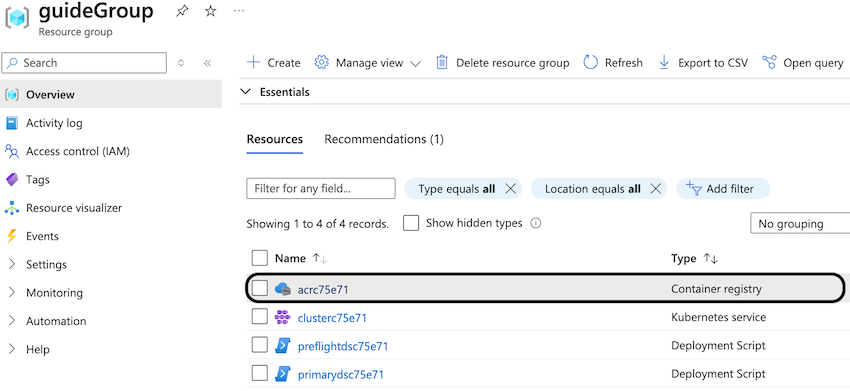 guideGroup
Resource group
Search
Overview
Activity log
Access control (IAM)
Tags
Resource visualizer
Events
Settings
Monitoring
Automation
Help
Create Manage view Delete resource group Refresh Export to CSV Open query
Essentials
Resources Recommendations (1)
Filter for any field... Type equals all Location equals all Add filter
Showing 1 to 4 of 4 records. Show hidden types No grouping
Name Type
acrc75e71 Container registry
clusterc75e71 Kubernetes service
preflightdsc75e71 Deployment Script
primarydsc75e71 Deployment Script